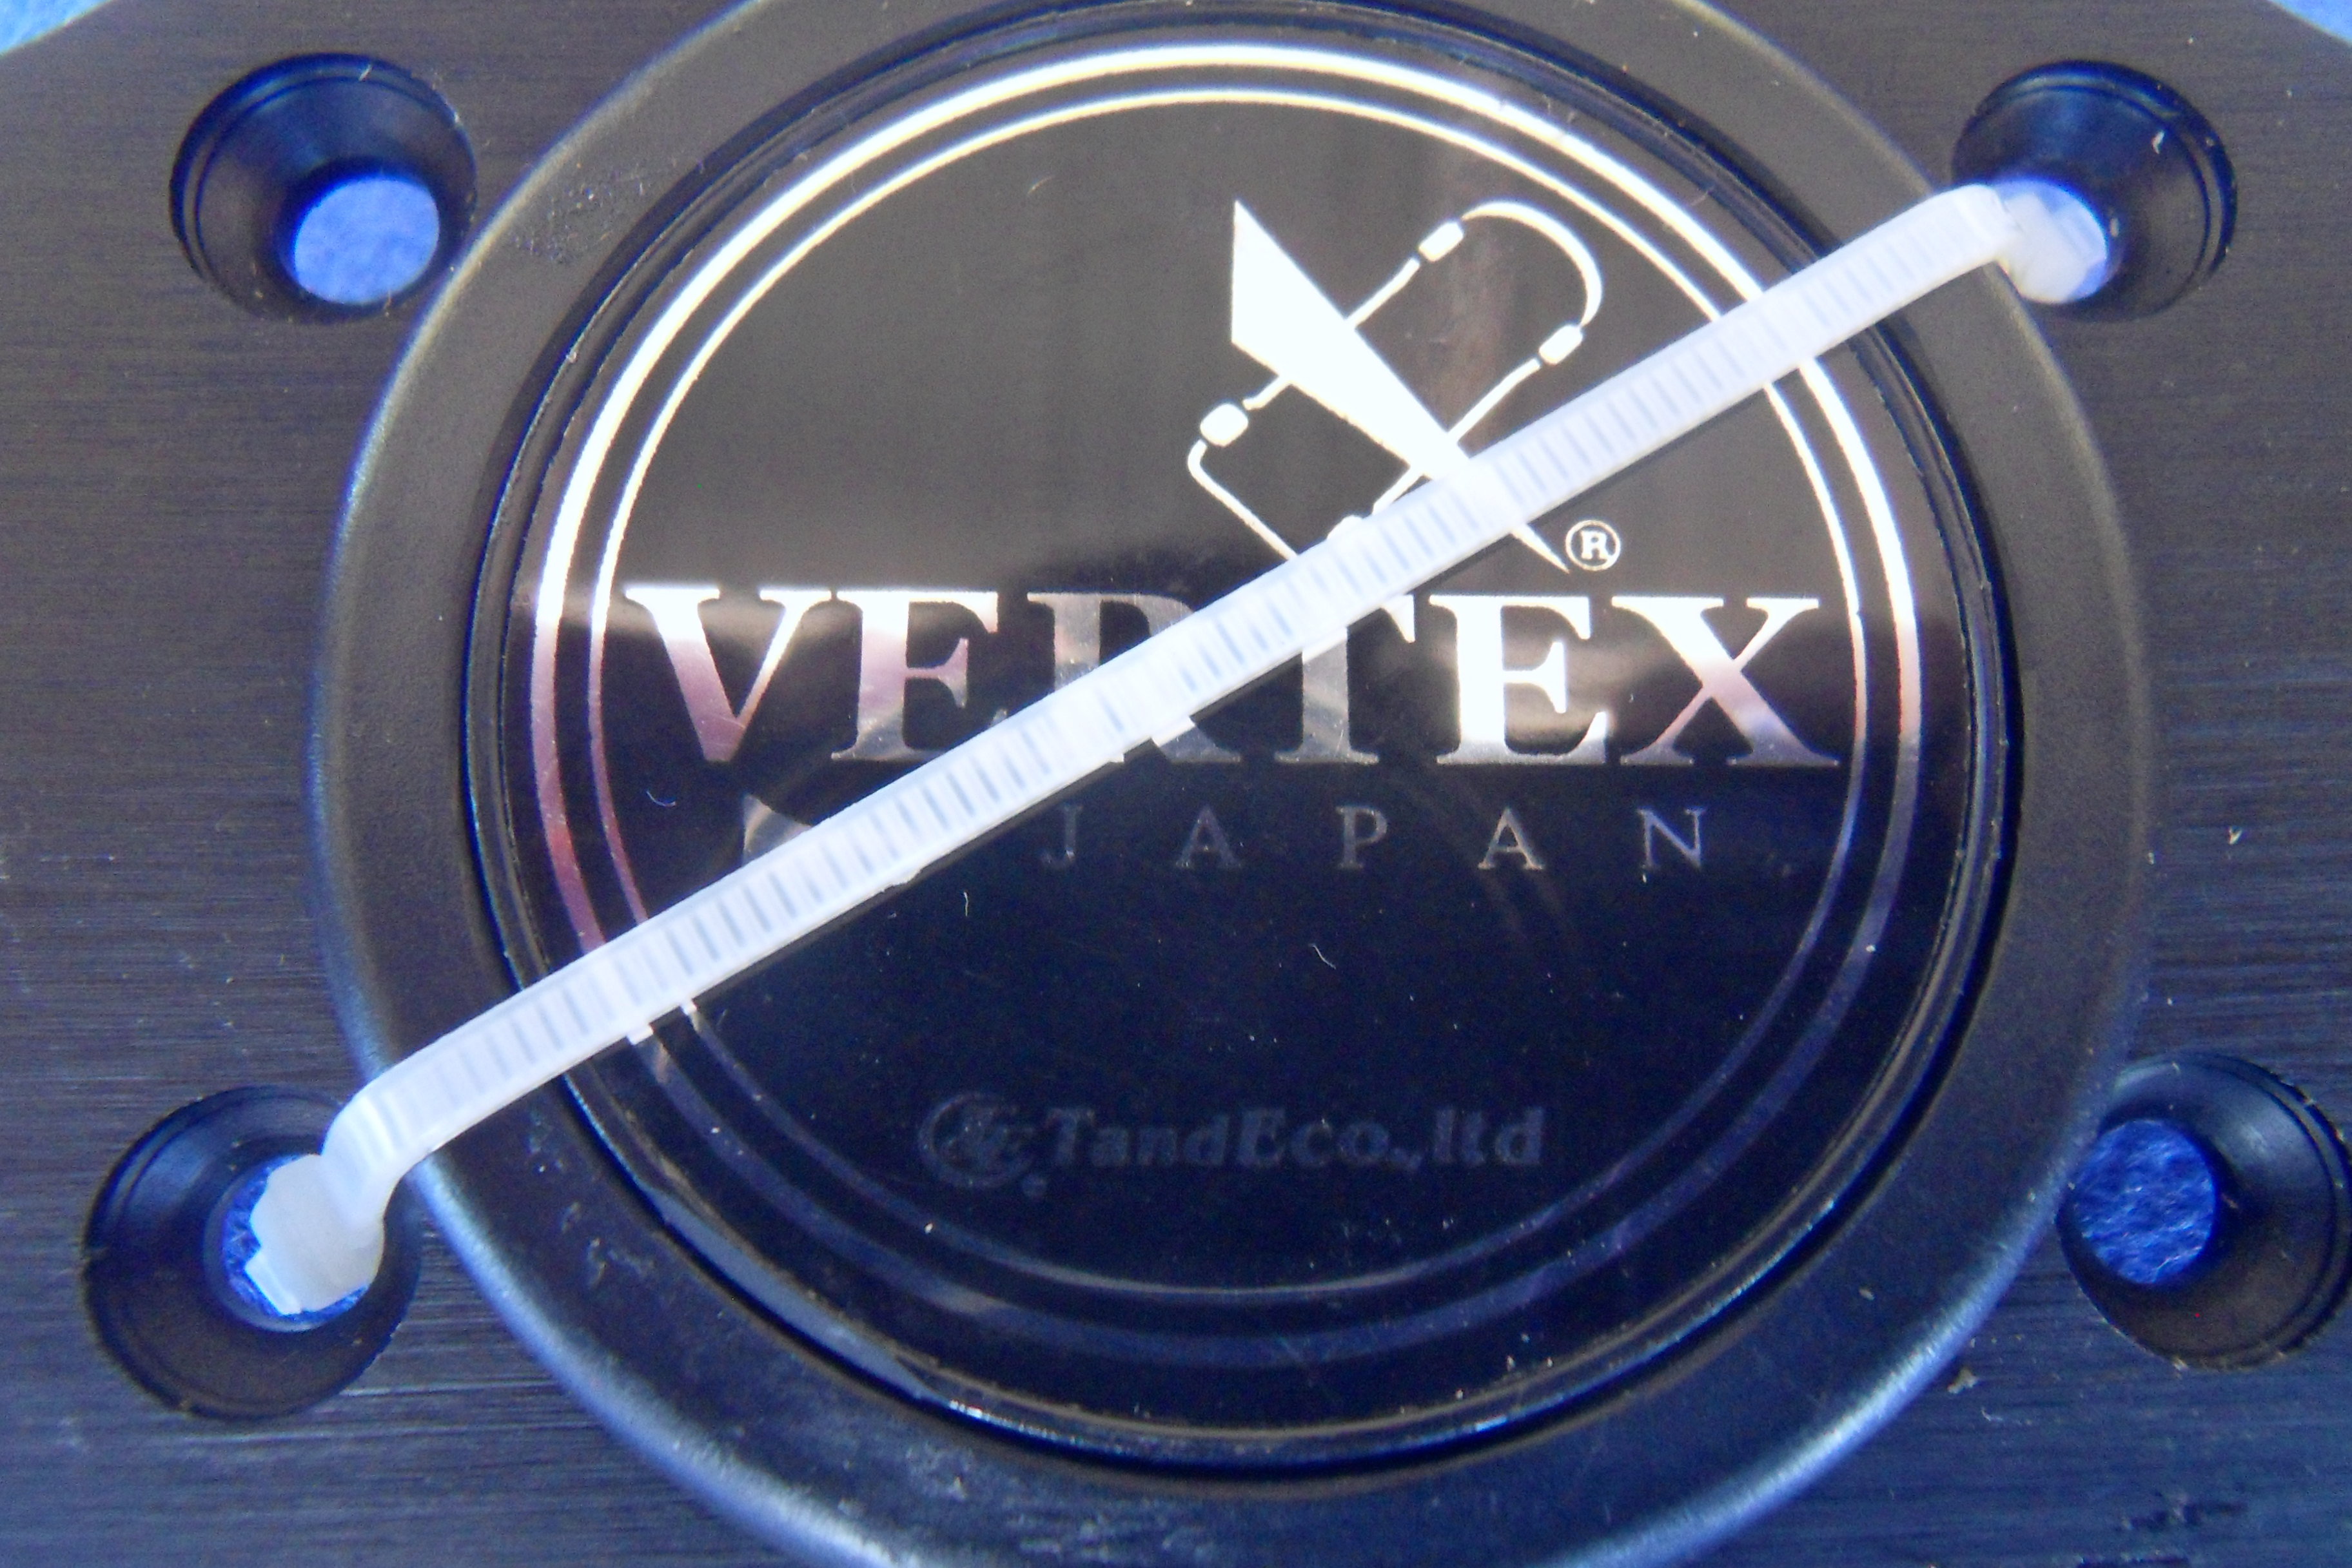 ®
VERTEX
JAPAN
TandEco.,ltd